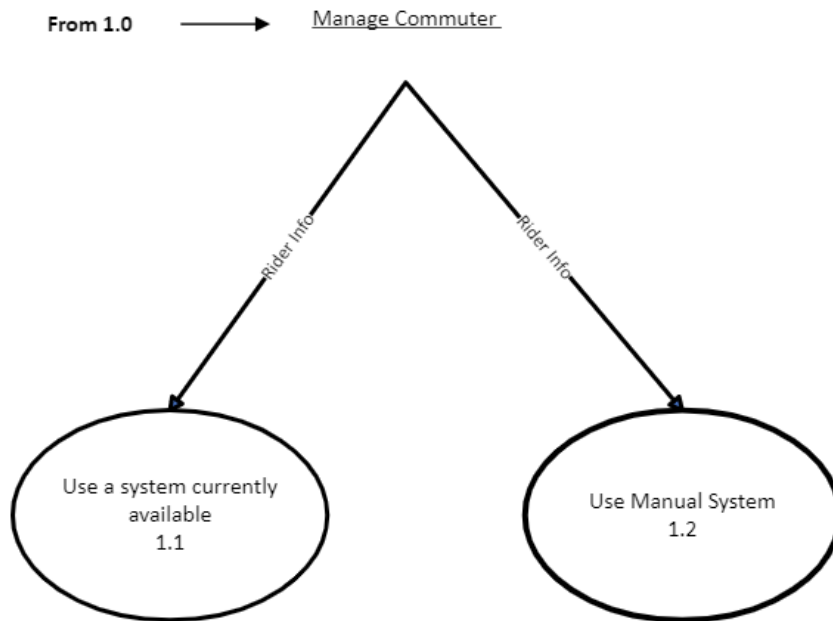 From 1.0
Manage Commuter
Rider Info
Rider Info
Use a system currently
available
1.1
Use Manual System
1.2